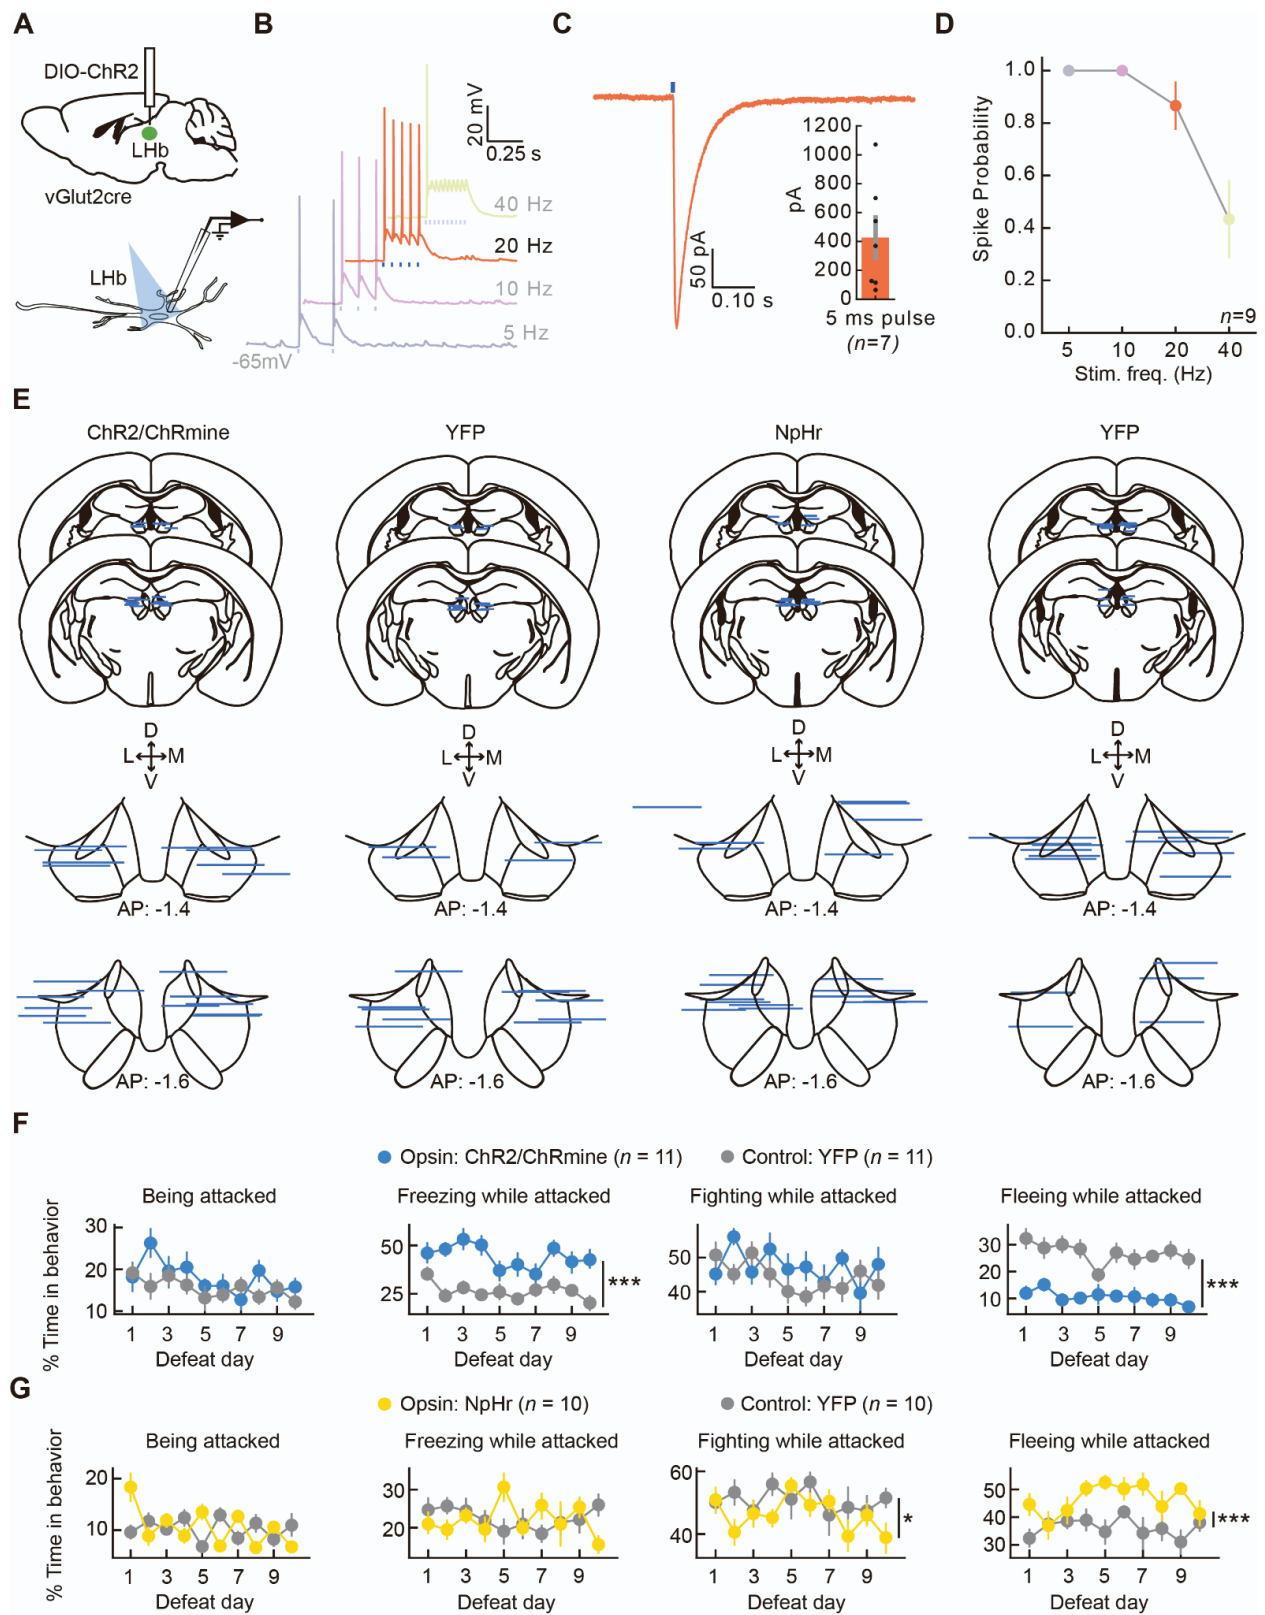 A
DIO-ChR2
LHb
vGlut2cre
LHb
B
20 mV
0.25 s
40 Hz
20 Hz
10 Hz
5 Hz
-65mV
C
50 pA
0.10 s
pA
1200
1000
800
600
400
200
0
5 ms pulse
(n=7)
D
Spike Probability
1.0
0.8
0.6
0.4
0.2
0.0
n=9
5 10 20 40
Stim. freq. (Hz)
E
ChR2/ChRmine YFP NpHr YFP
D D D D
L M L M L M L M
V V V V
AP: -1.4 AP: -1.4 AP: -1.4 AP: -1.4
AP: -1.6 AP: -1.6 AP: -1.6 AP: -1.6
F
Opsin: ChR2/ChRmine (n = 11) Control: YFP (n = 11)
% Time in behavior
Being attacked
30
20
10
1 3 5 7 9
Defeat day
Freezing while attacked
50
25
***
1 3 5 7 9
Defeat day
Fighting while attacked
50
40
1 3 5 7 9
Defeat day
Fleeing while attacked
30
20
10
***
1 3 5 7 9
Defeat day
G
Opsin: NpHr (n = 10) Control: YFP (n = 10)
% Time in behavior
Being attacked
20
10
1 3 5 7 9
Defeat day
Freezing while attacked
30
20
1 3 5 7 9
Defeat day
Fighting while attacked
60
40
*
1 3 5 7 9
Defeat day
Fleeing while attacked
50
40
30
***
1 3 5 7 9
Defeat day